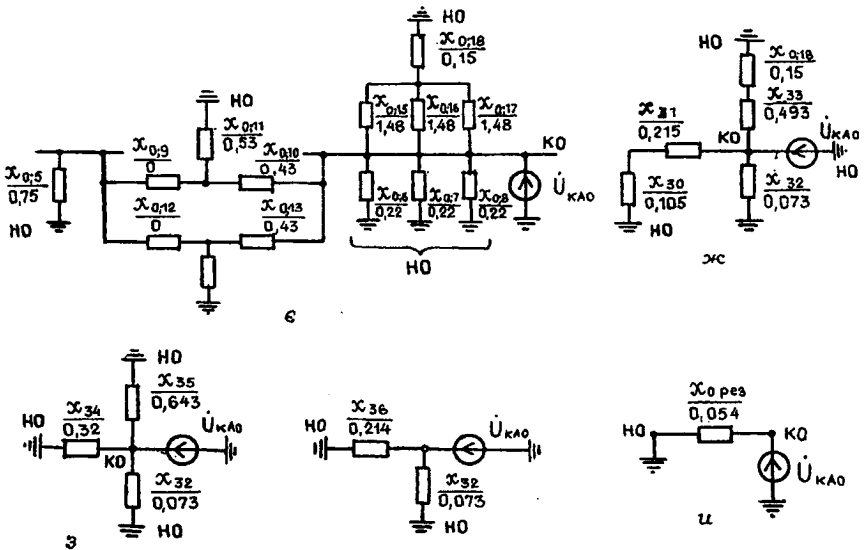 НО
x₀;₁₈
0,15
НО
x₀;₁₁
0,53
x₀;₁₅
1,48
x₀;₁₆
1,48
x₀;₁₇
1,48
x₀;₅
0,75
НО
x₀;₉
0
x₀;₁₀
0,43
КО
x₀;₁₂
0
x₀;₁₃
0,43
x₀;₆
0,22
x₀;₇
0,22
x₀;₈
0,22
U̇КАО
НО
е
НО
x₀;₁₈
0,15
x₃₁
0,215
x₃₃
0,493
КО
U̇КАО
НО
x₃₀
0,105
НО
x₃₂
0,073
ж
НО
x₃₅
0,643
НО
x₃₄
0,32
U̇КАО
КО
x₃₂
0,073
НО
з
НО
x₃₆
0,214
U̇КАО
x₃₂
0,073
НО
x₀ рез
0,054
НО
КО
U̇КАО
и